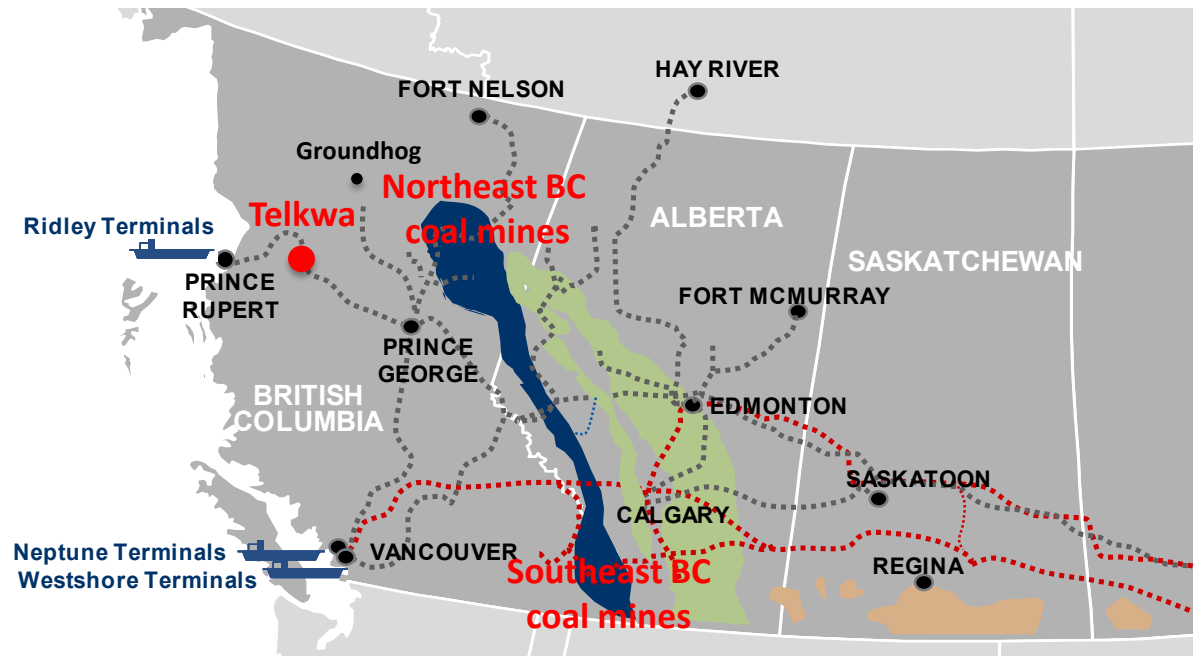 HAY RIVER
FORT NELSON
Groundhog
Northeast BC
coal mines
Telkwa
ALBERTA
Ridley Terminals
SASKATCHEWAN
PRINCE
RUPERT
FORT MCMURRAY
PRINCE
GEORGE
BRITISH
COLUMBIA
EDMONTON
SASKATOON
CALGARY
Neptune Terminals
Westshore Terminals
VANCOUVER
Southeast BC
coal mines
REGINA